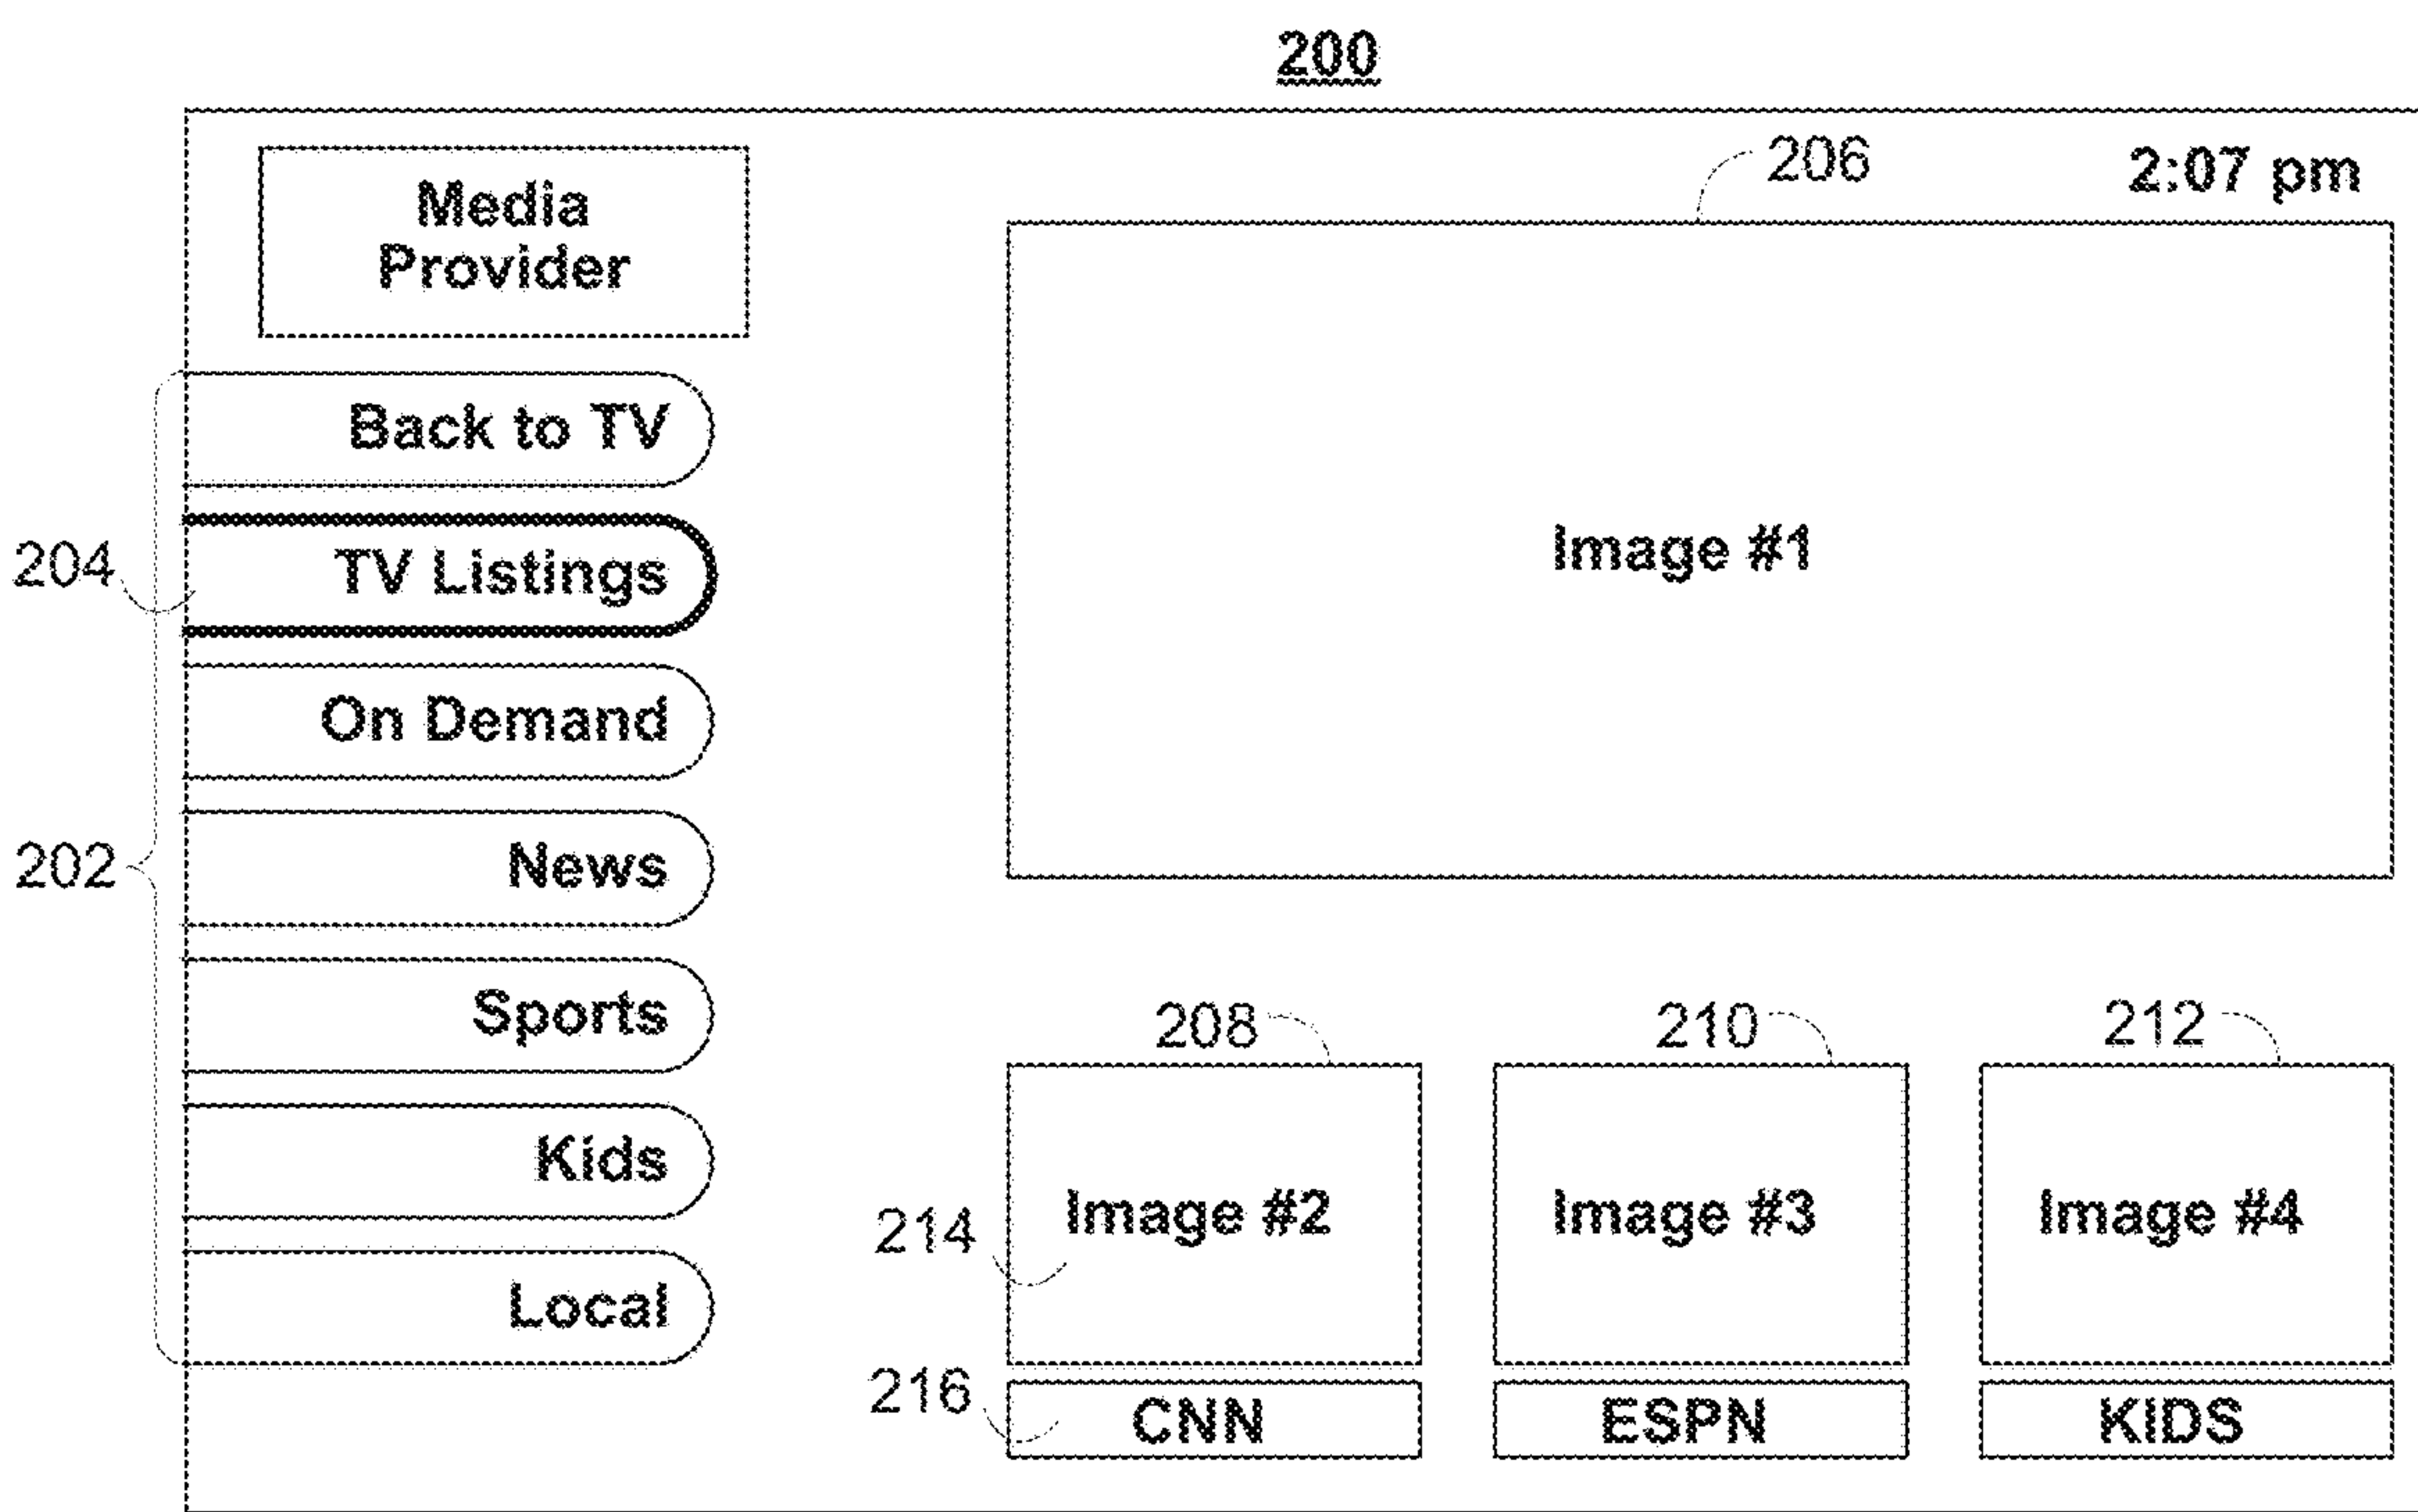 200
206
2:07 pm
Media
Provider
Back to TV
204
TV Listings
Image #1
On Demand
202
News
Sports
208
210
212
Kids
214
Image #2
Image #3
Image #4
Local
216
CNN
ESPN
KIDS